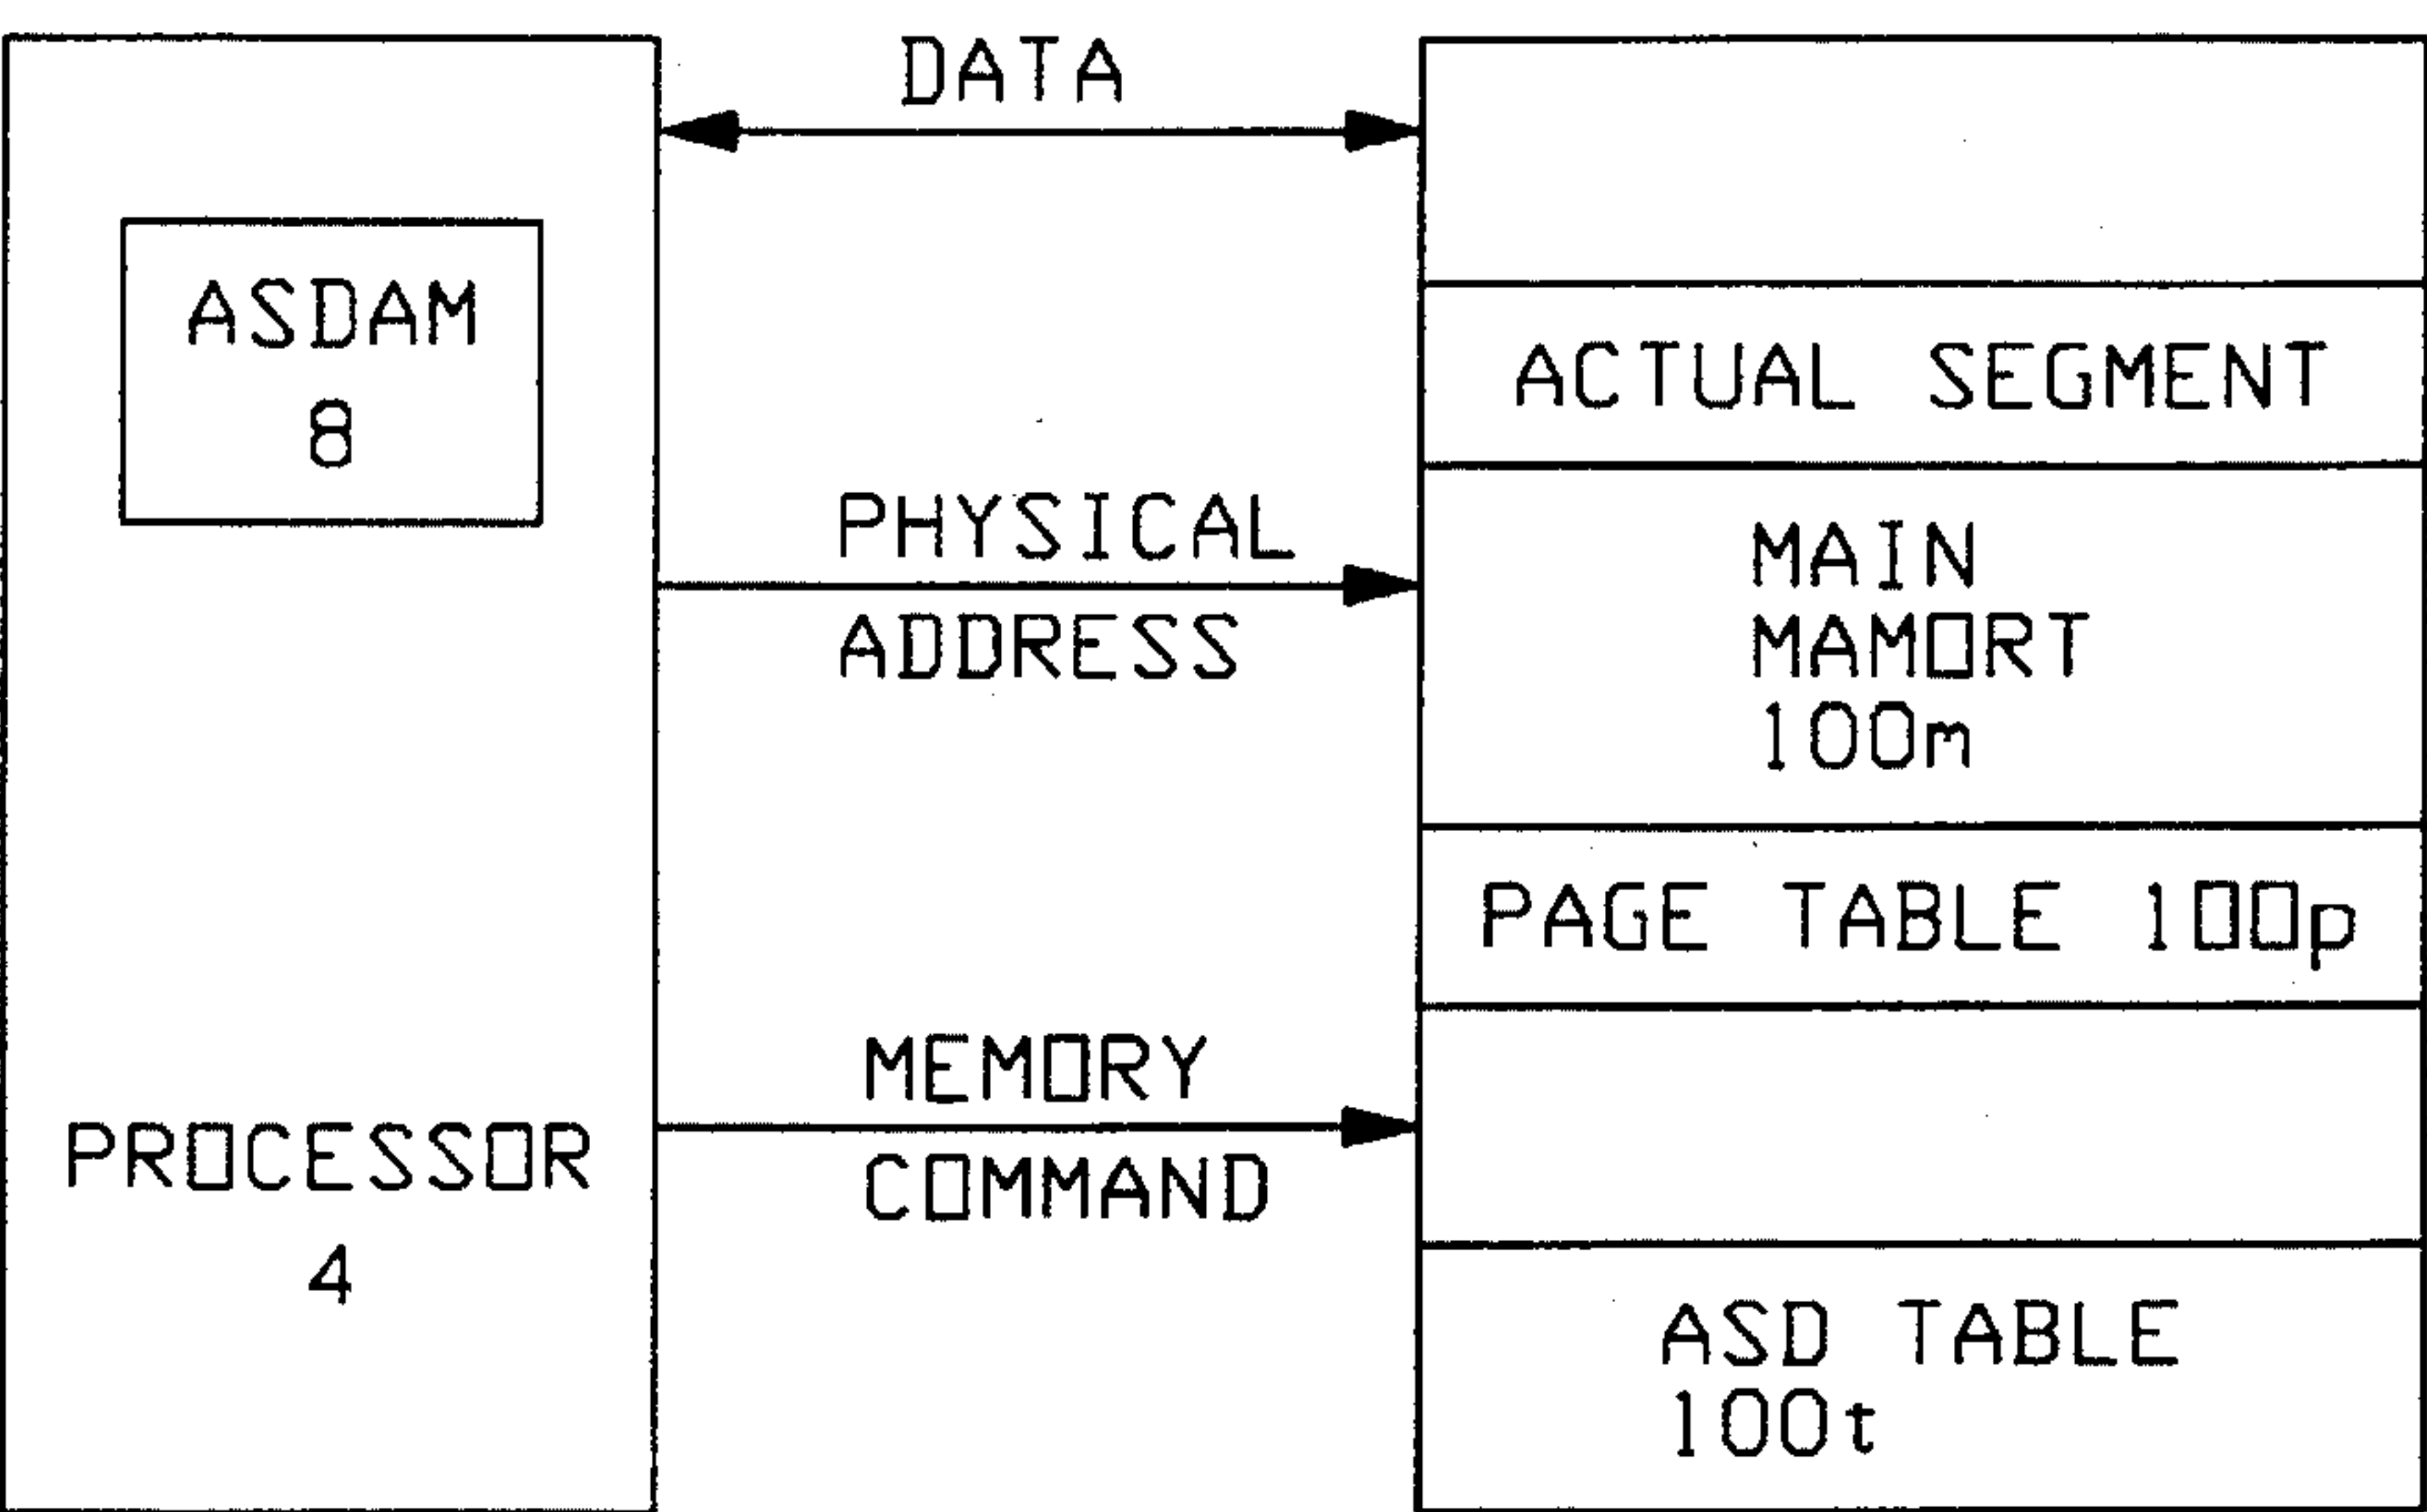 DATA
ASDAM
8
PHYSICAL
ADDRESS
MEMORY
COMMAND
PROCESSOR
4
ACTUAL SEGMENT
MAIN
MAMORT
100m
PAGE TABLE 100p
ASD TABLE
100t